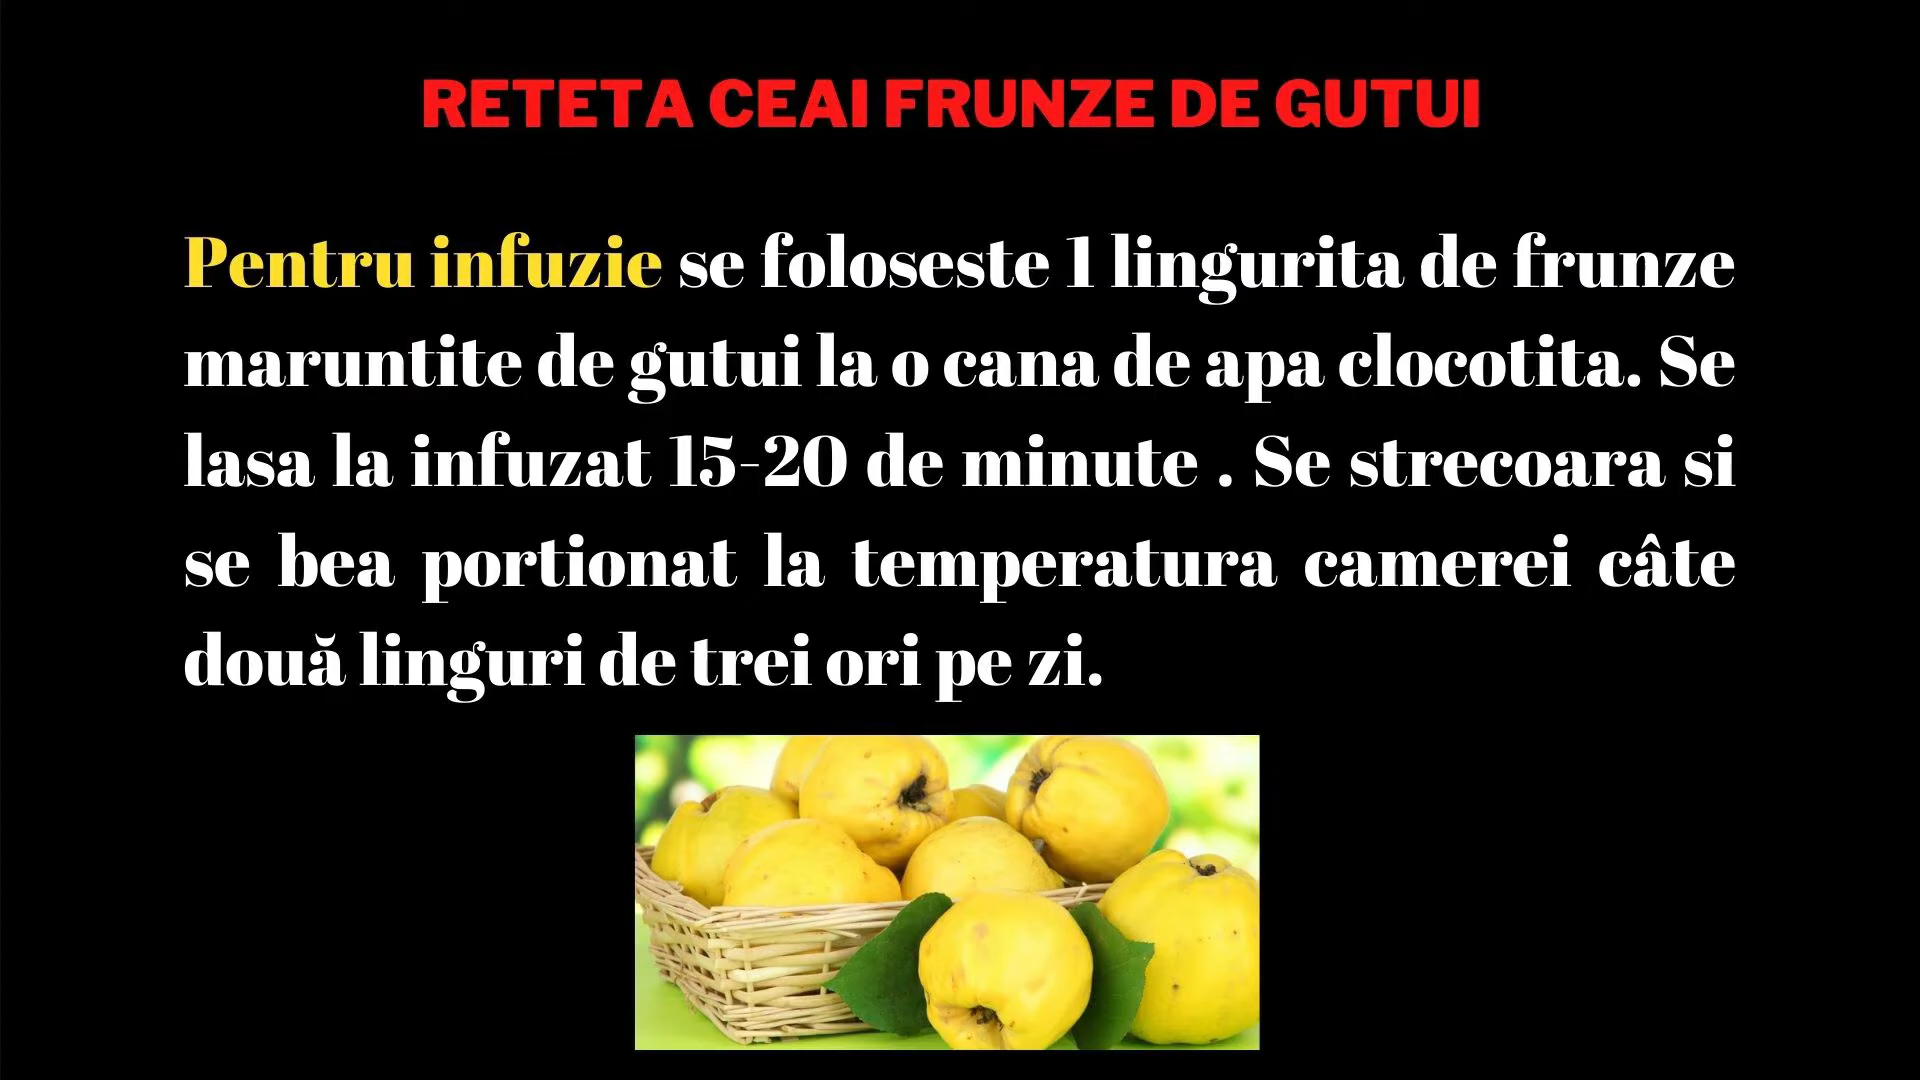 RETETA CEAI FRUNZE DE GUTUI
Pentru infuzie se foloseste 1 lingurita de frunze
maruntite de gutui la o cana de apa clocotita. Se
lasa la infuzat 15-20 de minute . Se strecoara si
se bea portionat la temperatura camerei câte
două linguri de trei ori pe zi.